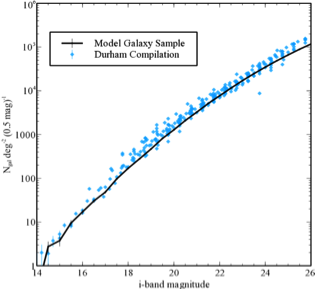 10⁶
10⁵
10⁴
1000
100
10
1
N_gal deg⁻² (0.5 mag)⁻¹
Model Galaxy Sample
Durham Compilation
14 16 18 20 22 24 26
i-band magnitude